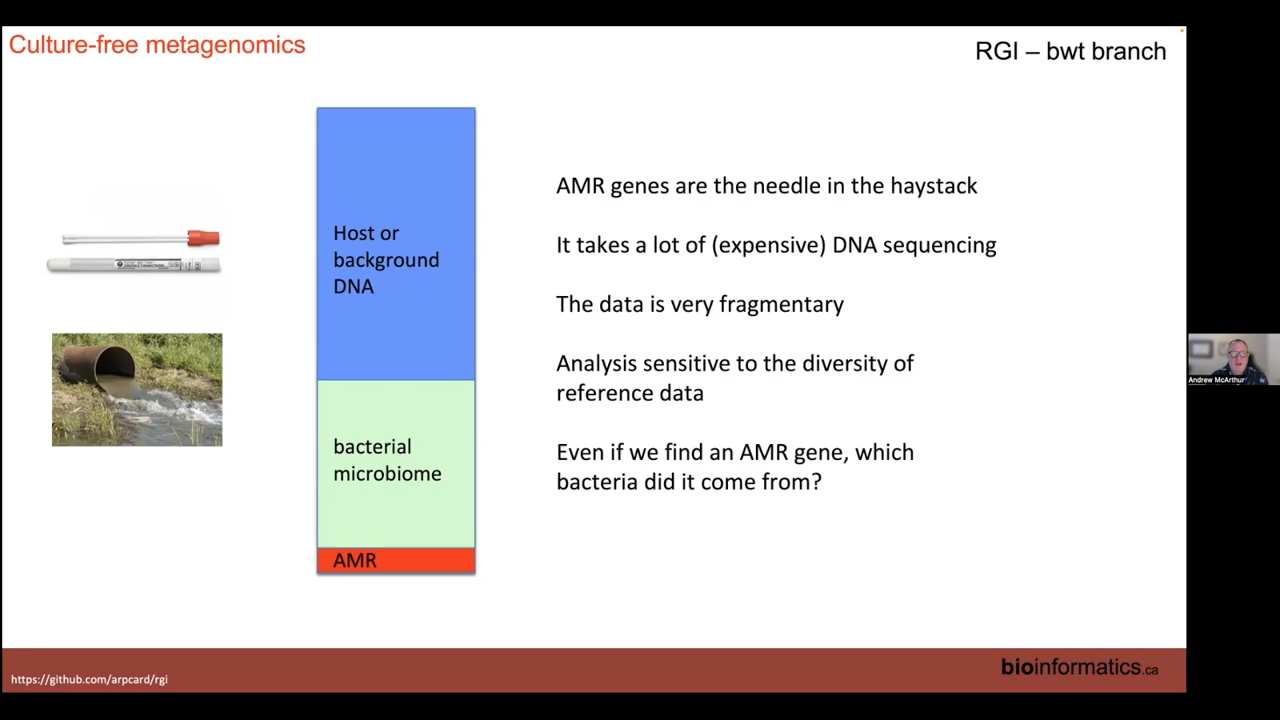 Culture-free metagenomics
RGI – bwt branch
Host or
background
DNA
bacterial
microbiome
AMR
AMR genes are the needle in the haystack
It takes a lot of (expensive) DNA sequencing
The data is very fragmentary
Analysis sensitive to the diversity of
reference data
Even if we find an AMR gene, which
bacteria did it come from?
Andrew McArthur
https://github.com/arpcard/rgi
bioinformatics.ca